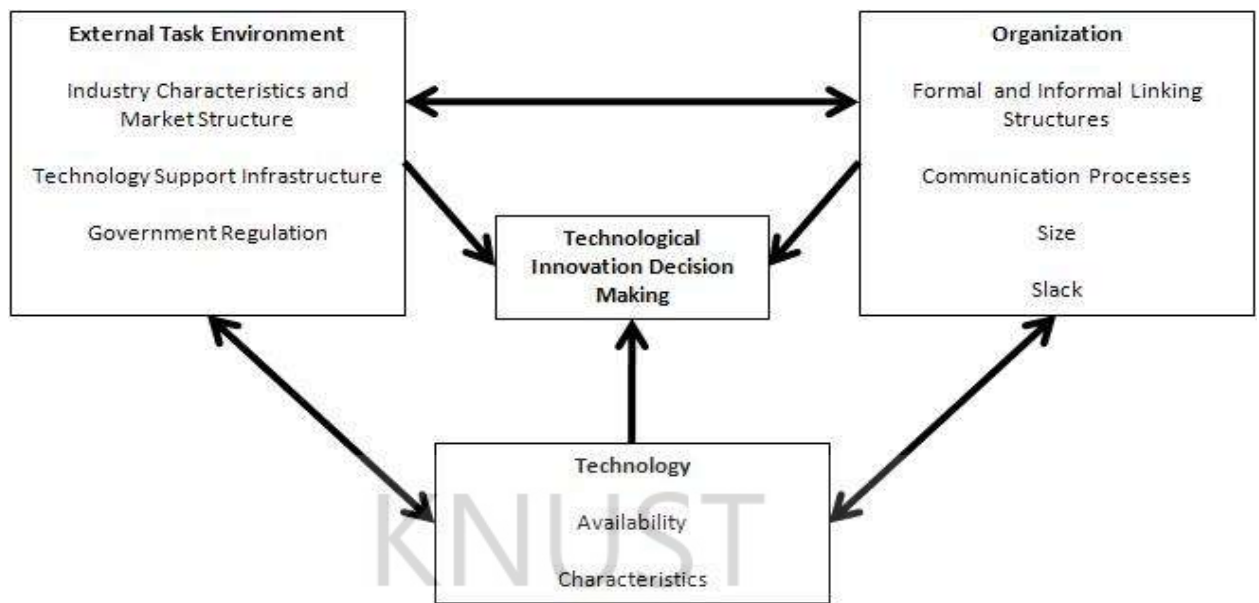 External Task Environment
Industry Characteristics and
Market Structure
Technology Support Infrastructure
Government Regulation
Organization
Formal and Informal Linking
Structures
Communication Processes
Size
Slack
Technological
Innovation Decision
Making
Technology
Availability
Characteristics
KNUST